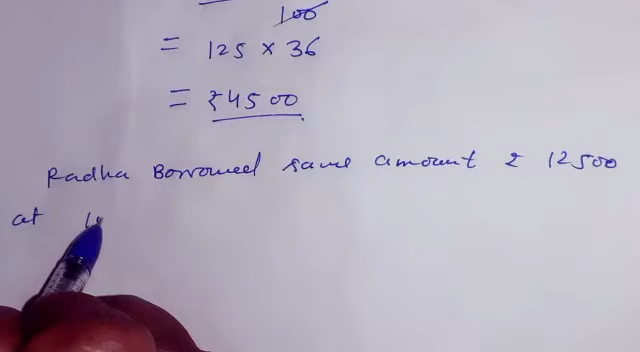 100
= 125 × 36
= ₹4500.
Radha Borrowed same amount ₹ 12500
at